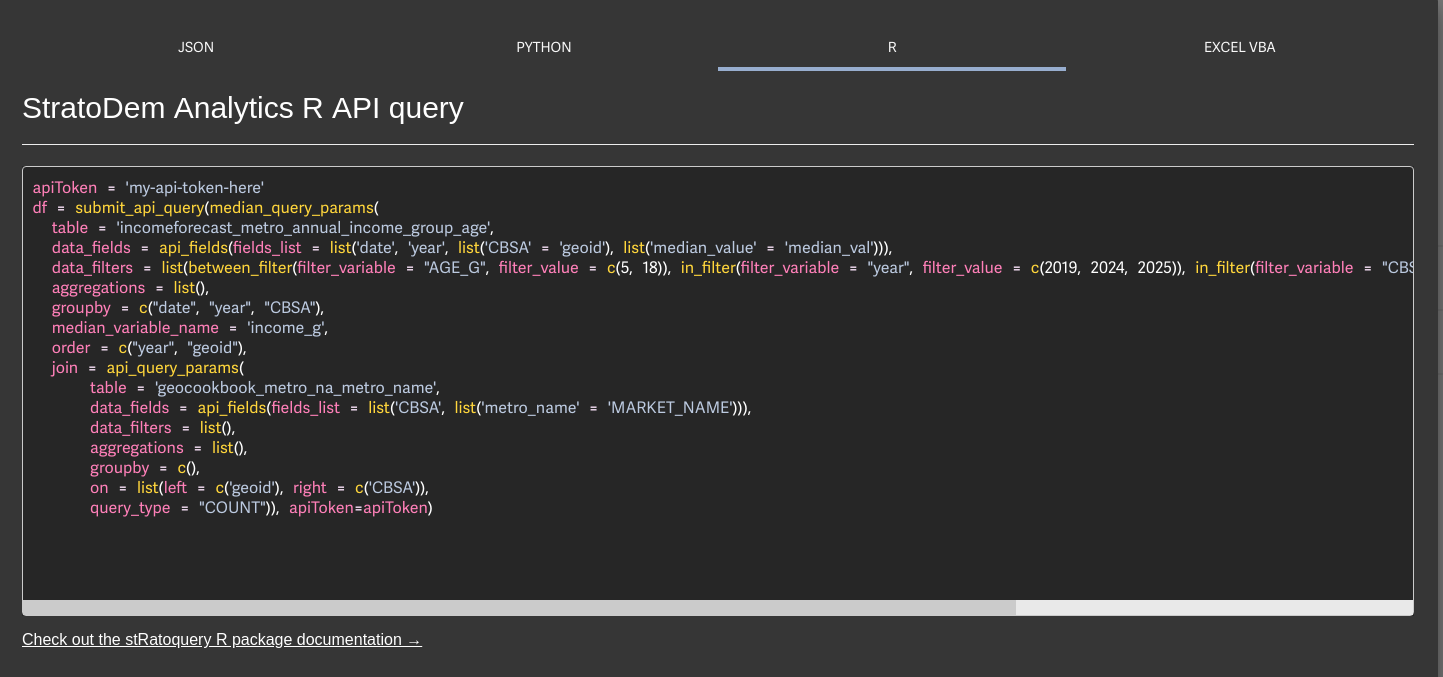 JSON PYTHON R EXCEL VBA
StratoDem Analytics R API query
apiToken = 'my-api-token-here'
df = submit_api_query(median_query_params(
table = 'incomeforecast_metro_annual_income_group_age',
data_fields = api_fields(fields_list = list('date', 'year', list('CBSA' = 'geoid'), list('median_value' = 'median_val'))),
data_filters = list(between_filter(filter_variable = "AGE_G", filter_value = c(5, 18)), in_filter(filter_variable = "year", filter_value = c(2019, 2024, 2025)), in_filter(filter_variable = "CBS
aggregations = list(),
groupby = c("date", "year", "CBSA"),
median_variable_name = 'income_g',
order = c("year", "geoid"),
join = api_query_params(
table = 'geocookbook_metro_na_metro_name',
data_fields = api_fields(fields_list = list('CBSA', list('metro_name' = 'MARKET_NAME'))),
data_filters = list(),
aggregations = list(),
groupby = c(),
on = list(left = c('geoid'), right = c('CBSA')),
query_type = "COUNT")), apiToken=apiToken)
Check out the stRatoquery R package documentation →